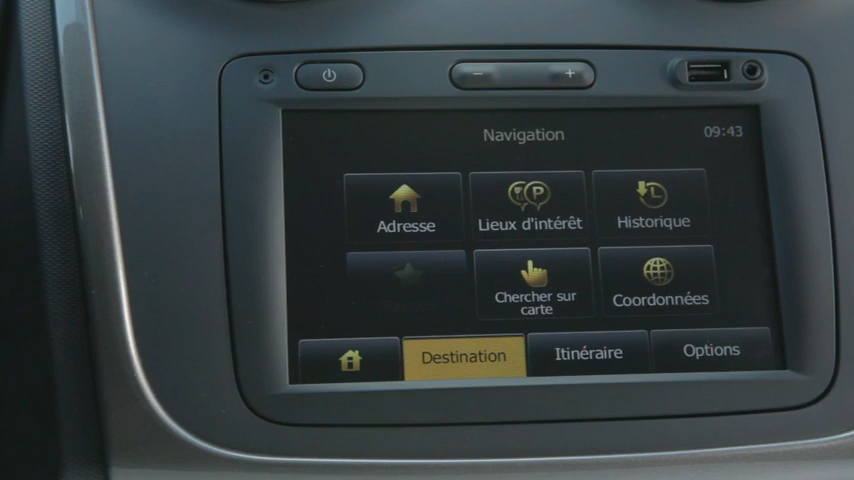 Navigation
09:43
Adresse
Lieux d'intérêt
Historique
Chercher sur
carte
Coordonnées
Destination
Itinéraire
Options